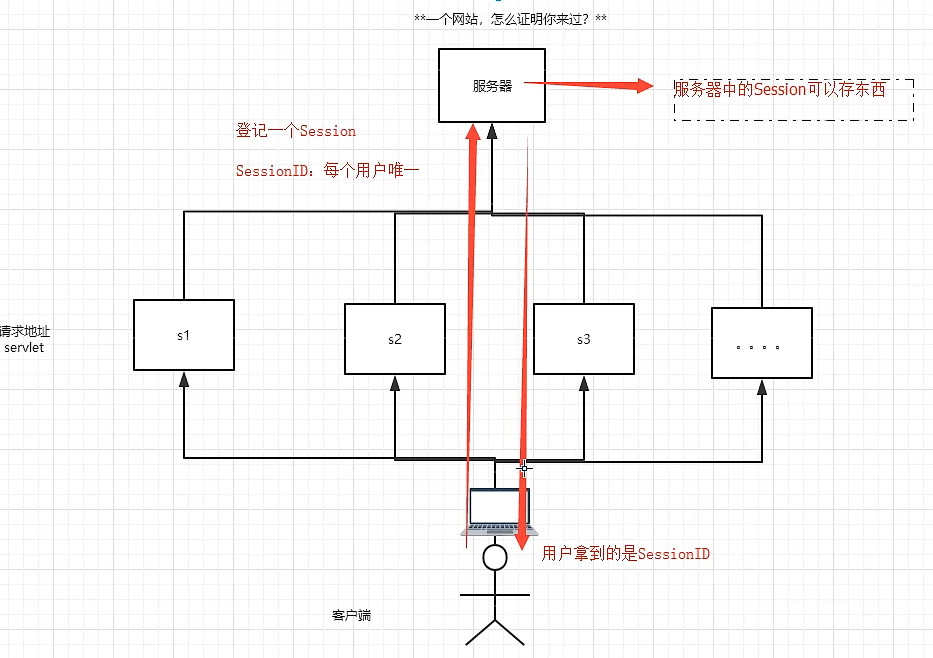 **一个网站，怎么证明你来过？**
服务器
服务器中的Session可以存东西
登记一个Session
SessionID：每个用户唯一
s1
s2
s3
。。。。
请求地址
servlet
用户拿到的是SessionID
客户端